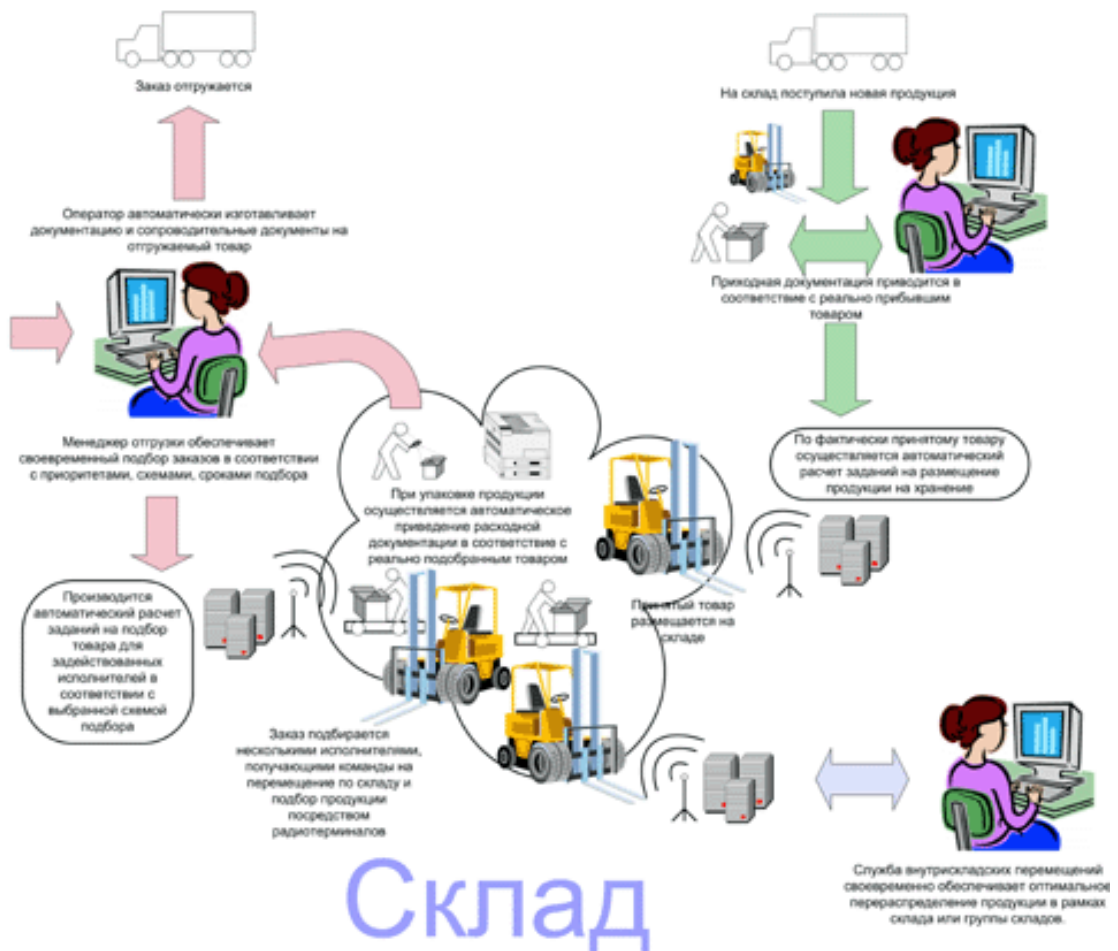 Заказ отгружается
На склад поступила новая продукция
Оператор автоматически изготавливает
документацию и сопроводительные документы на
отгружаемый товар
Приходная документация приводится в
соответствие с реально прибывшим
товаром
Менеджер отгрузки обеспечивает
своевременный подбор заказов в соответствии
с приоритетами, схемами, сроками подбора
По фактически принятому товару
осуществляется автоматический
расчет заданий на размещение
продукции на хранение
При упаковке продукции
осуществляется автоматическое
приведение расходной
документации в соответствие с
реально подобранным товаром
Производится
автоматический расчет
заданий на подбор
товара для
задействованных
исполнителей в
соответствии с
выбранной схемой
подбора
Принятый товар
размещается на
складе
Заказ подбирается
несколькими исполнителями,
получающими команды на
перемещение по складу и
подбор продукции
посредством
радиотерминалов
Служба внутрискладских перемещений
своевременно обеспечивает оптимальное
перераспределение продукции в рамках
склада или группы складов.
Склад